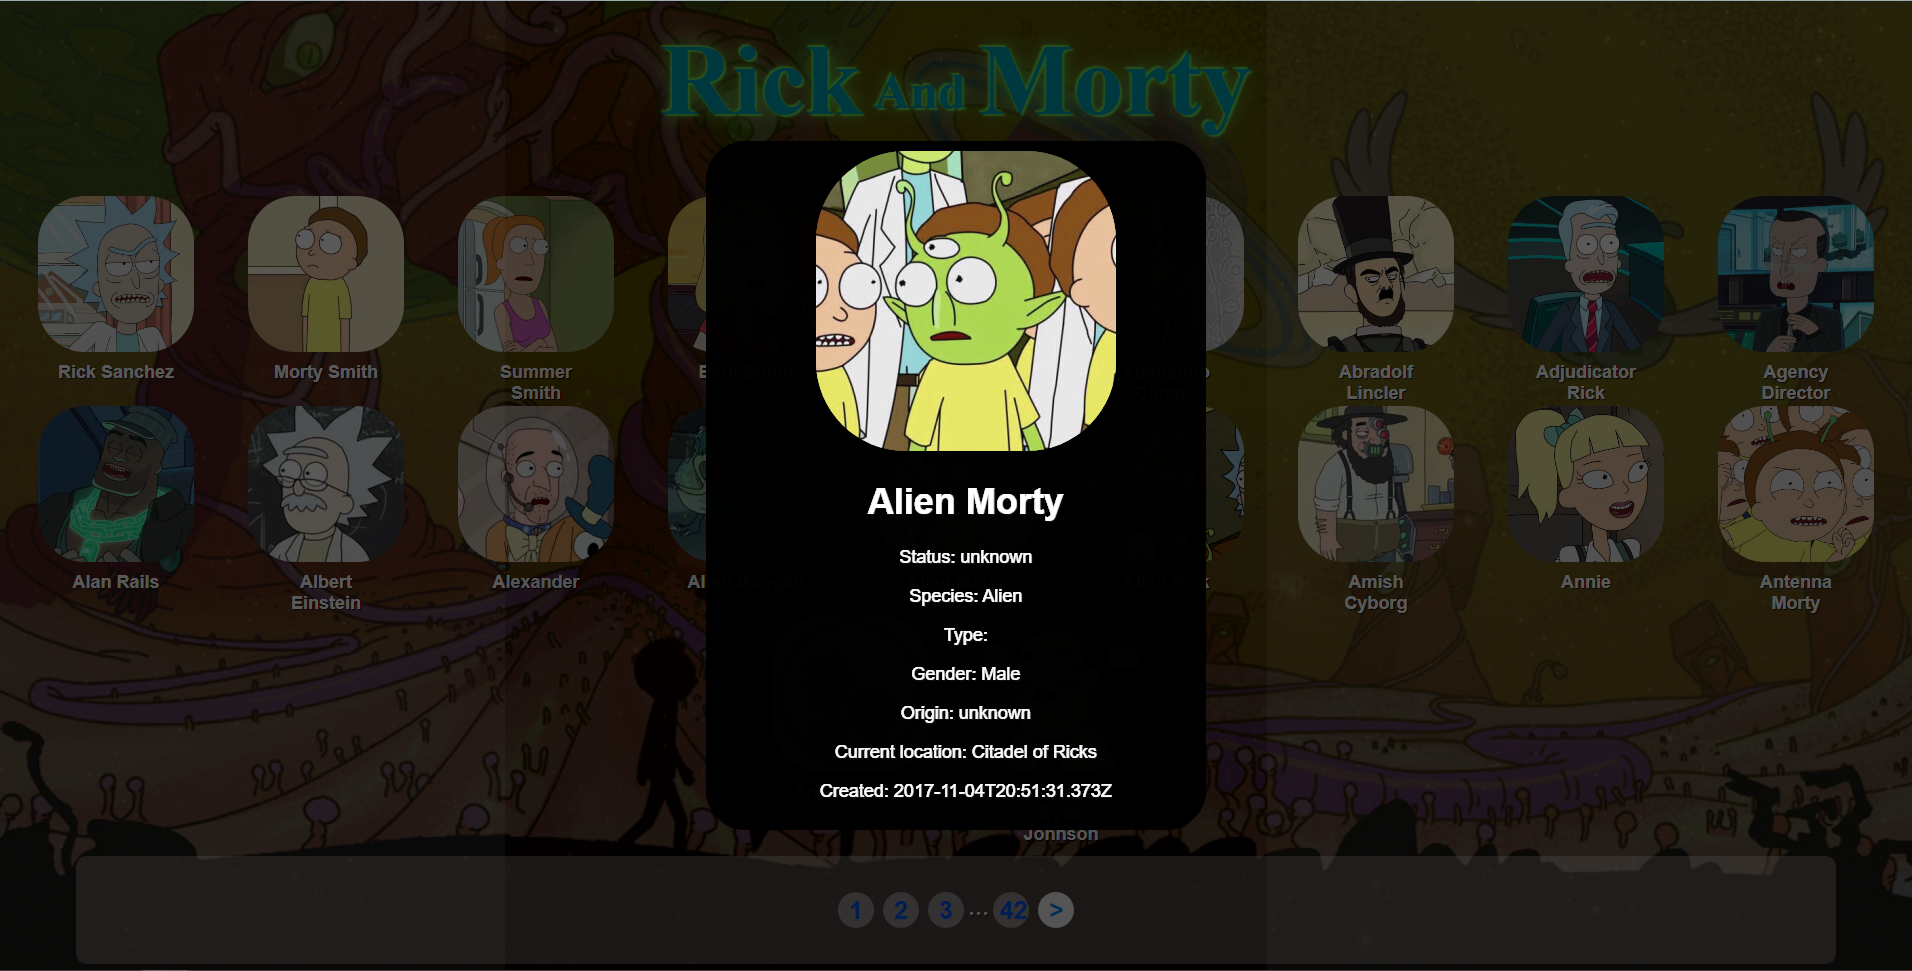 Rick And Morty
Rick Sanchez
Morty Smith
Summer
Smith
Abradolf
Lincler
Adjudicator
Rick
Agency
Director
Alan Rails
Albert
Einstein
Alexander
Amish
Cyborg
Annie
Antenna
Morty
Alien Morty
Status: unknown
Species: Alien
Type:
Gender: Male
Origin: unknown
Current location: Citadel of Ricks
Created: 2017-11-04T20:51:31.373Z
Johnson
1 2 3 ... 42 >